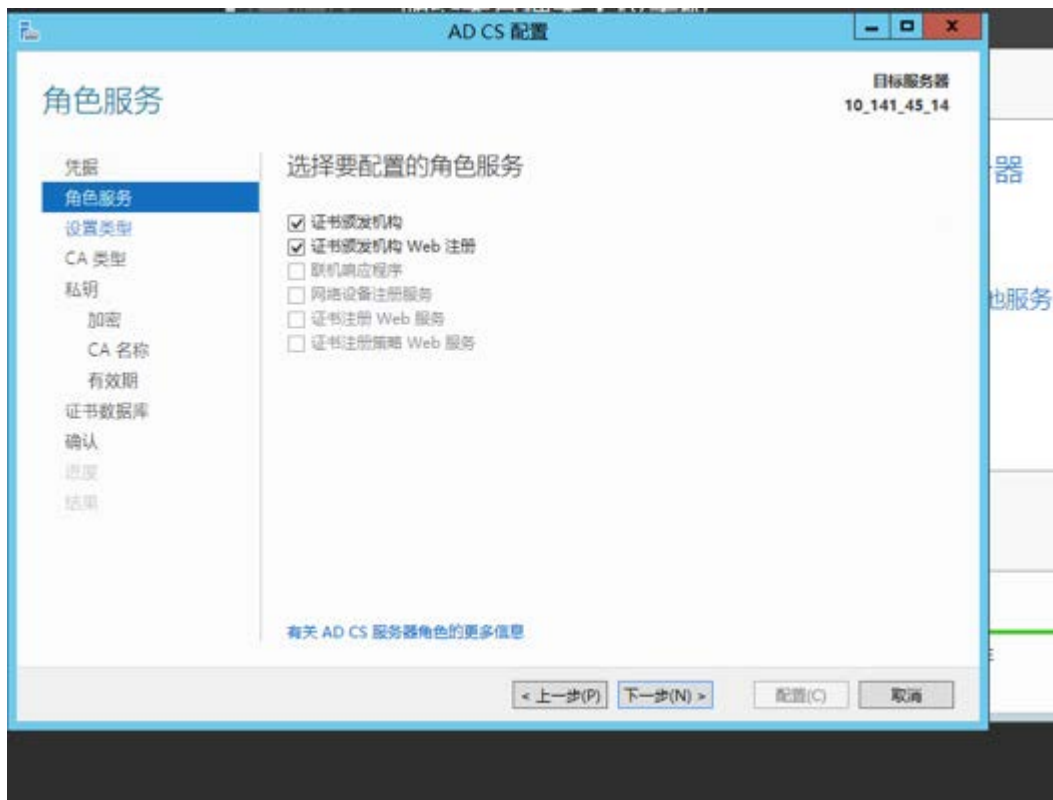 AD CS 配置
角色服务
目标服务器
10_141_45_14
凭据
角色服务
设置类型
CA 类型
私钥
加密
CA 名称
有效期
证书数据库
确认
进度
结果
选择要配置的角色服务
证书颁发机构
证书颁发机构 Web 注册
联机响应程序
网络设备注册服务
证书注册 Web 服务
证书注册策略 Web 服务
有关 AD CS 服务器角色的更多信息
< 上一步(P)
下一步(N) >
配置(C)
取消
器
他服务